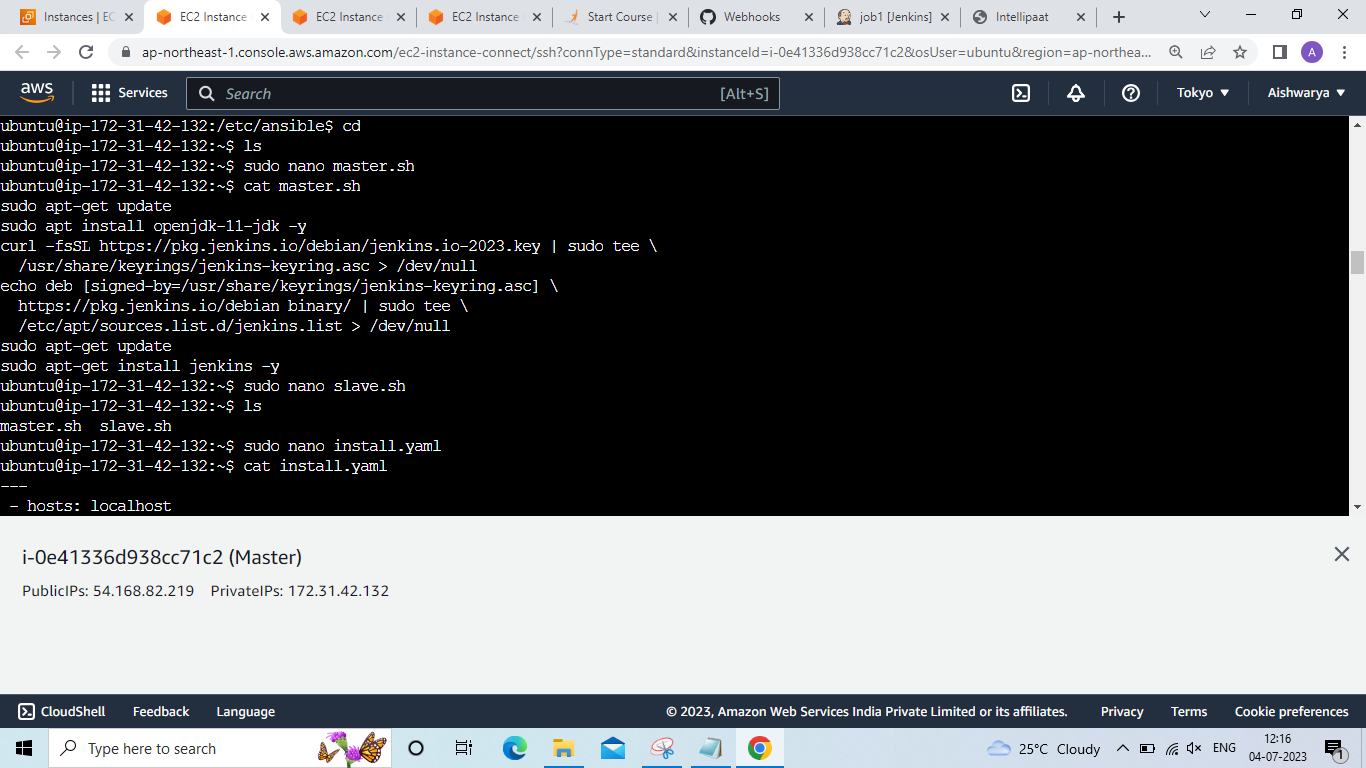 Instances | EC
EC2 Instance
EC2 Instance
EC2 Instance
Start Course |
Webhooks
job1 [Jenkins]
Intellipaat
ap-northeast-1.console.aws.amazon.com/ec2-instance-connect/ssh?connType=standard&instanceId=i-0e41336d938cc71c2&osUser=ubuntu&region=ap-northea...
A
aws
Services
Search
[Alt+S]
Tokyo
Aishwarya
ubuntu@ip-172-31-42-132:/etc/ansible$ cd
ubuntu@ip-172-31-42-132:~$ ls
ubuntu@ip-172-31-42-132:~$ sudo nano master.sh
ubuntu@ip-172-31-42-132:~$ cat master.sh
sudo apt-get update
sudo apt install openjdk-11-jdk -y
curl -fsSL https://pkg.jenkins.io/debian/jenkins.io-2023.key | sudo tee \
  /usr/share/keyrings/jenkins-keyring.asc > /dev/null
echo deb [signed-by=/usr/share/keyrings/jenkins-keyring.asc] \
  https://pkg.jenkins.io/debian binary/ | sudo tee \
  /etc/apt/sources.list.d/jenkins.list > /dev/null
sudo apt-get update
sudo apt-get install jenkins -y
ubuntu@ip-172-31-42-132:~$ sudo nano slave.sh
ubuntu@ip-172-31-42-132:~$ ls
master.sh  slave.sh
ubuntu@ip-172-31-42-132:~$ sudo nano install.yaml
ubuntu@ip-172-31-42-132:~$ cat install.yaml
---
 - hosts: localhost
i-0e41336d938cc71c2 (Master)
PublicIPs: 54.168.82.219 PrivateIPs: 172.31.42.132
CloudShell
Feedback
Language
© 2023, Amazon Web Services India Private Limited or its affiliates.
Privacy
Terms
Cookie preferences
Type here to search
25°C Cloudy
ENG
12:16
04-07-2023
1